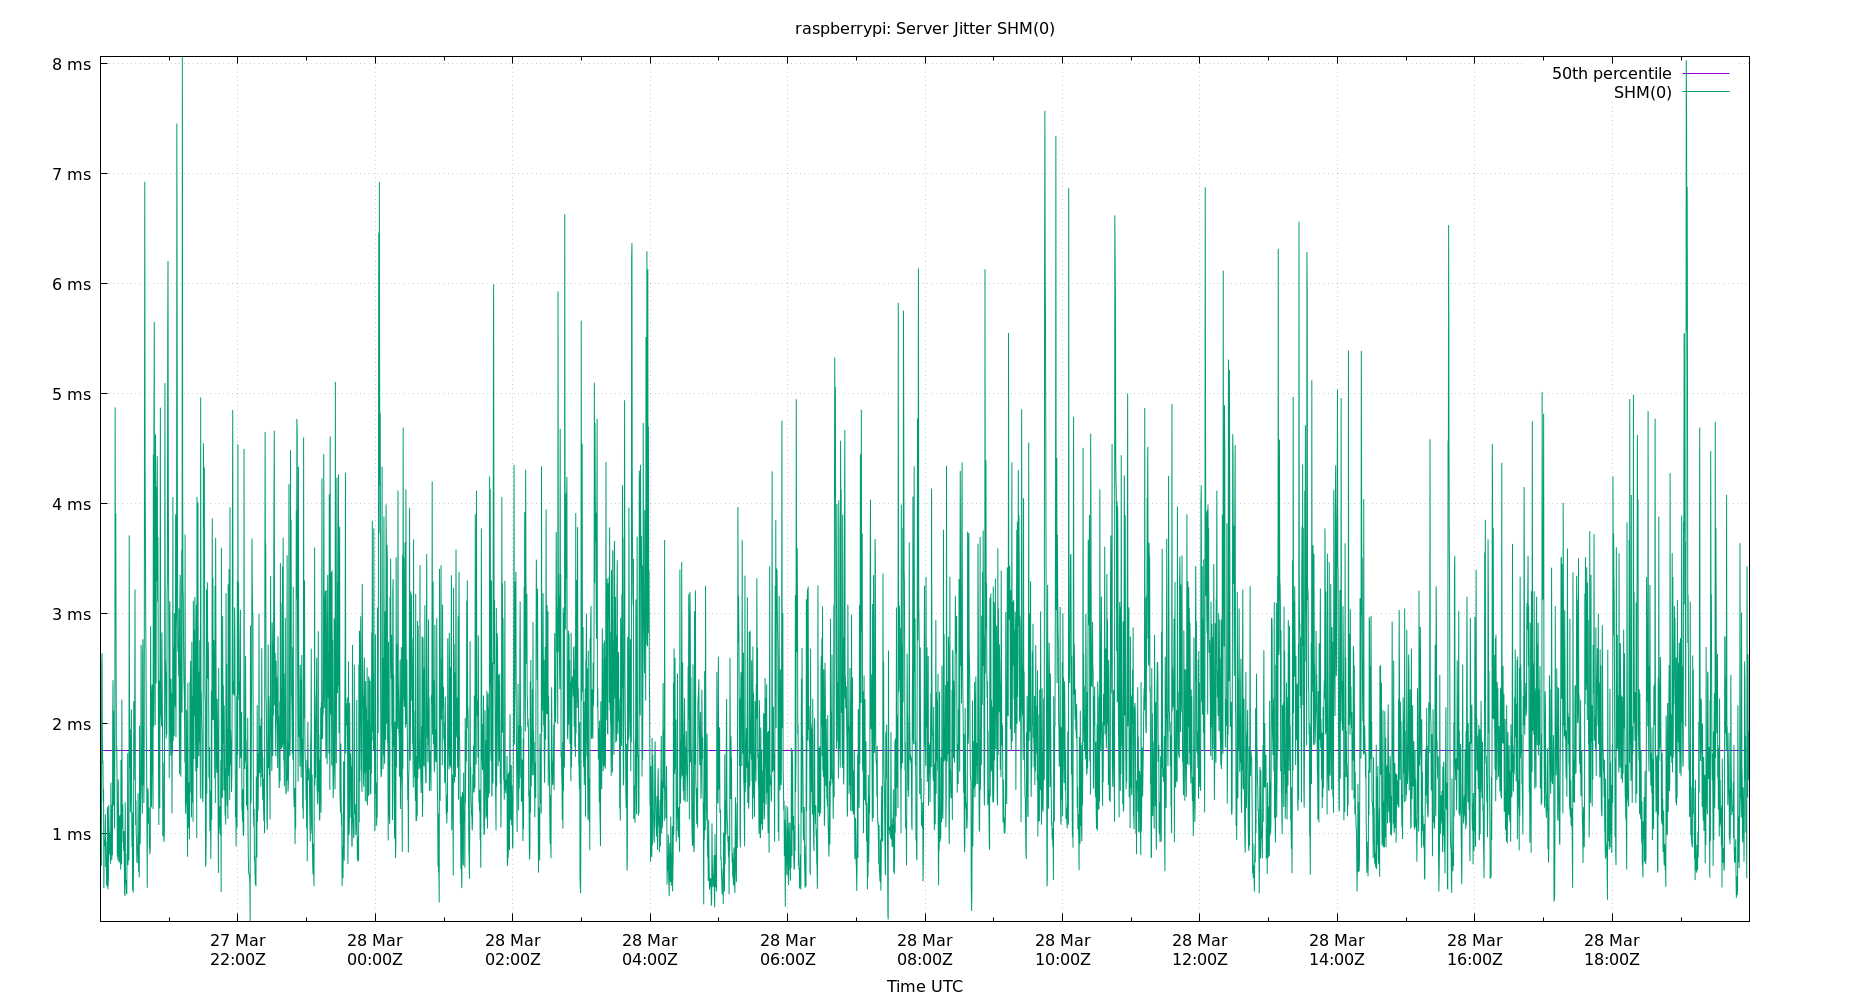 raspberrypi: Server Jitter SHM(0)
50th percentile
SHM(0)
8 ms
7 ms
6 ms
5 ms
4 ms
3 ms
2 ms
1 ms
27 Mar 28 Mar 28 Mar 28 Mar 28 Mar 28 Mar 28 Mar 28 Mar 28 Mar 28 Mar 28 Mar
22:00Z 00:00Z 02:00Z 04:00Z 06:00Z 08:00Z 10:00Z 12:00Z 14:00Z 16:00Z 18:00Z
Time UTC